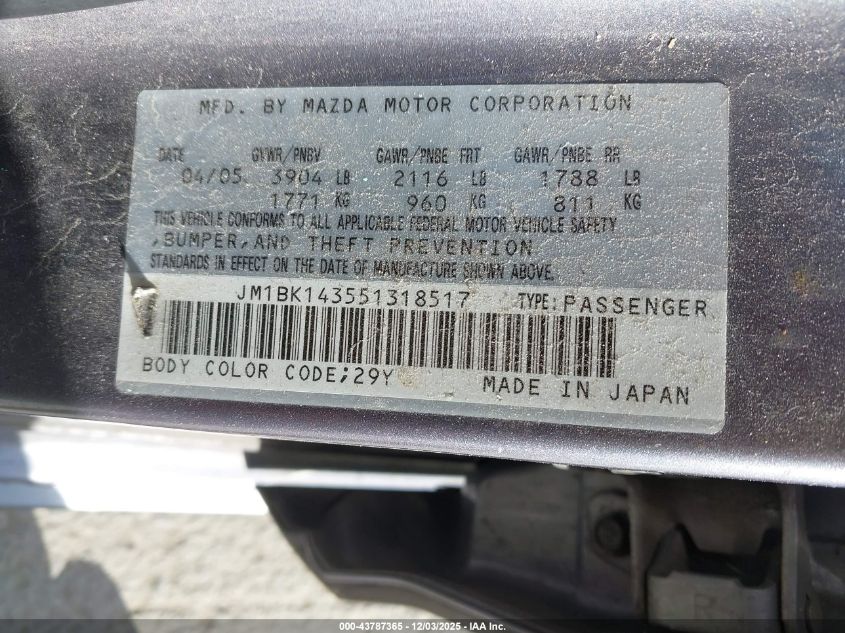 MFD. BY MAZDA MOTOR CORPORATION
DATE GVWR/PNBV GAWR/PNBE FRT GAWR/PNBE RR
04/05 3904 LB 2116 LB 1788 LB
1771 KG 960 KG 811 KG
THIS VEHICLE CONFORMS TO ALL APPLICABLE FEDERAL MOTOR VEHICLE SAFETY
,BUMPER,AND THEFT PREVENTION
STANDARDS IN EFFECT ON THE DATE OF MANUFACTURE SHOWN ABOVE.
JM1BK143551318517 TYPE:PASSENGER
BODY COLOR CODE;29Y MADE IN JAPAN
000-43787365 - 12/03/2025 - IAA Inc.